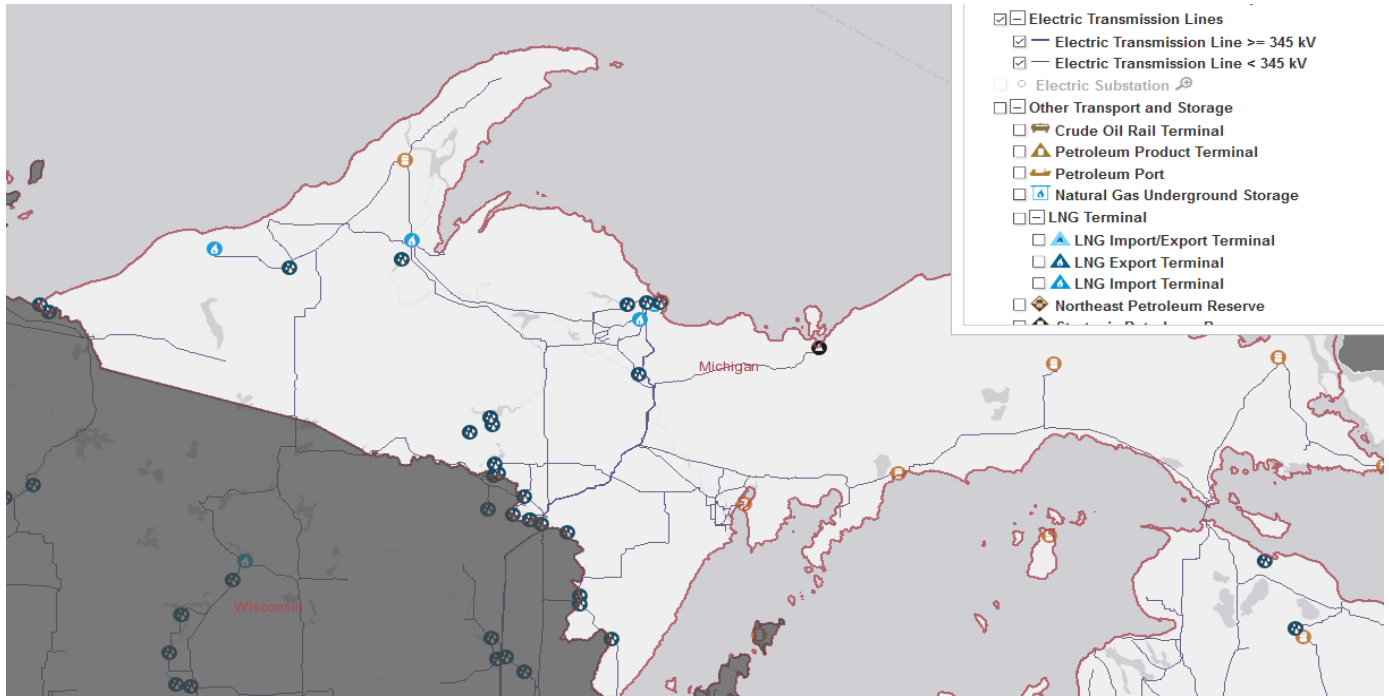 Electric Transmission Lines
Electric Transmission Line >= 345 kV
Electric Transmission Line < 345 kV
Electric Substation
Other Transport and Storage
Crude Oil Rail Terminal
Petroleum Product Terminal
Petroleum Port
Natural Gas Underground Storage
LNG Terminal
LNG Import/Export Terminal
LNG Export Terminal
LNG Import Terminal
Northeast Petroleum Reserve
Michigan
Wisconsin